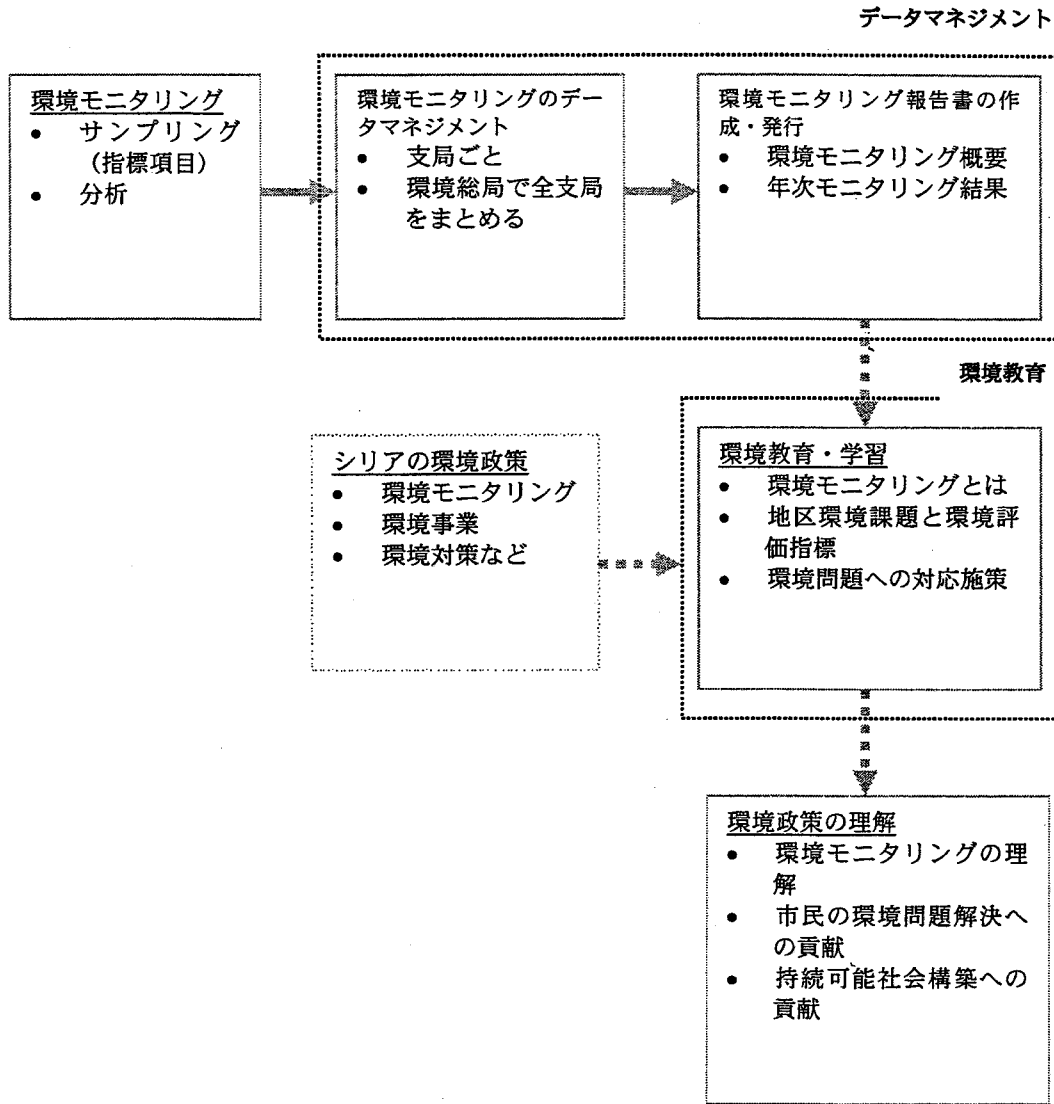 データマネジメント
環境モニタリング
• サンプリング
(指標項目)
• 分析
環境モニタリングのデー
タマネジメント
• 支局ごと
• 環境総局で全支局
をまとめる
環境モニタリング報告書の作
成・発行
• 環境モニタリング概要
• 年次モニタリング結果
環境教育
シリアの環境政策
• 環境モニタリング
• 環境事業
• 環境対策など
環境教育・学習
• 環境モニタリングとは
• 地区環境課題と環境評
価指標
• 環境問題への対応施策
環境政策の理解
• 環境モニタリングの理
解
• 市民の環境問題解決へ
の貢献
• 持続可能社会構築への
貢献